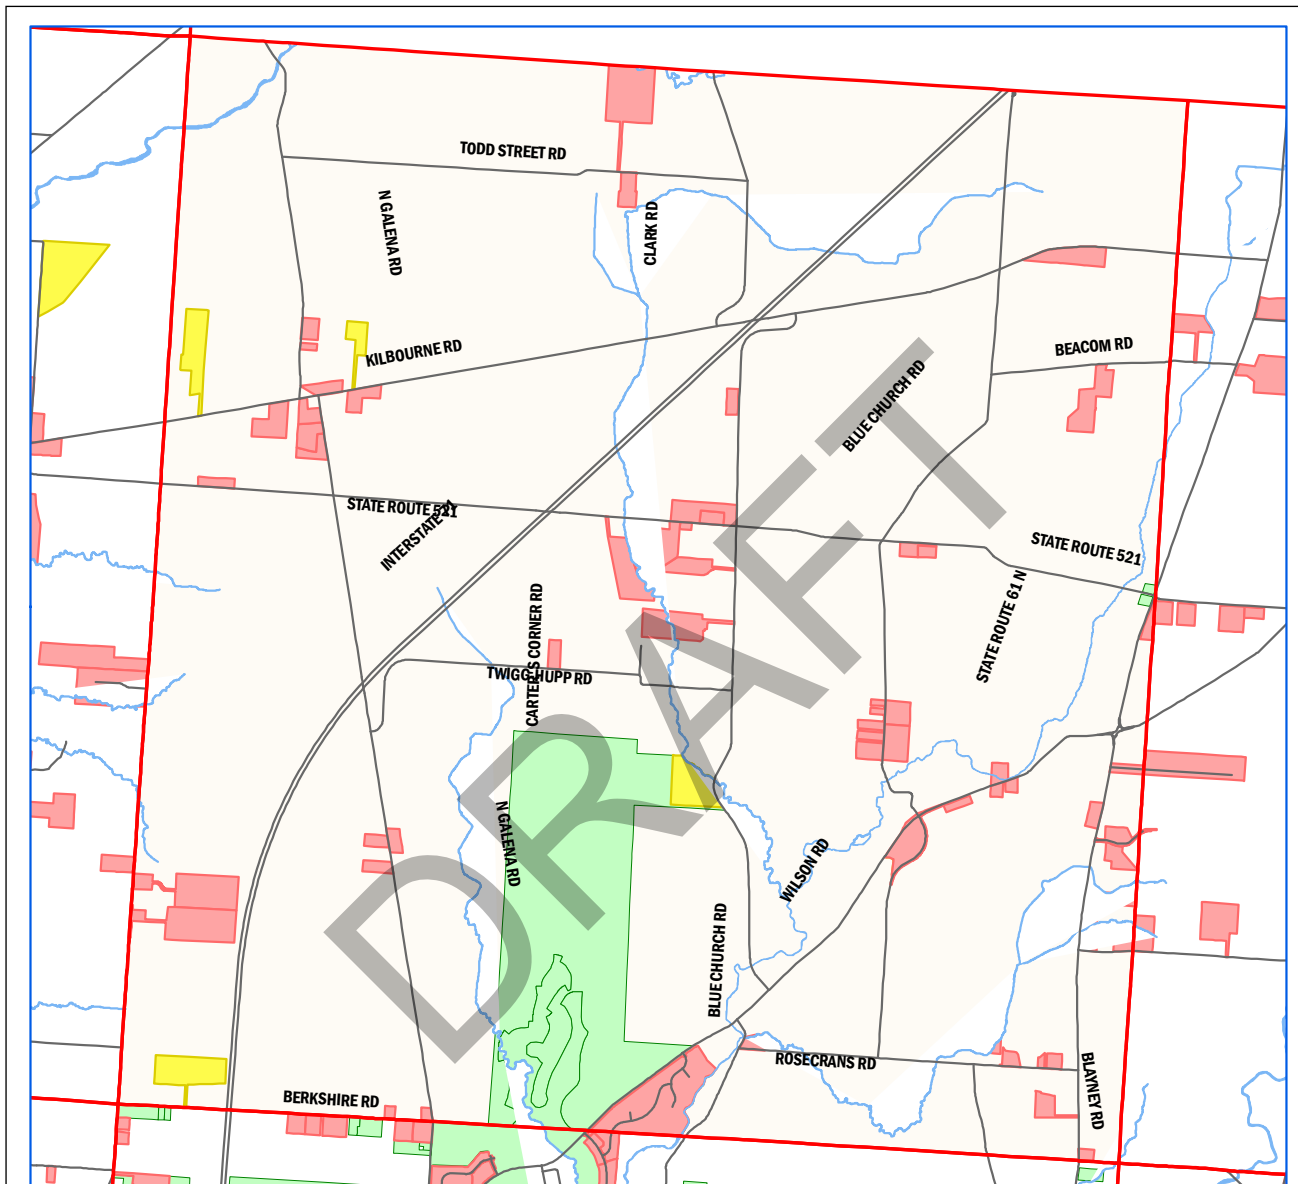 TODD STREET RD
N GALENA RD
CLARK RD
KILBOURNE RD
BEACOM RD
BLUE CHURCH RD
STATE ROUTE 521
INTERSTATE 71
STATE ROUTE 521
STATE ROUTE 61 N
CARTERS CORNER RD
TWIGG HUPP RD
N GALENA RD
WILSON RD
BLUE CHURCH RD
ROSECRANS RD
BLAYNEY RD
BERKSHIRE RD
DRAFT